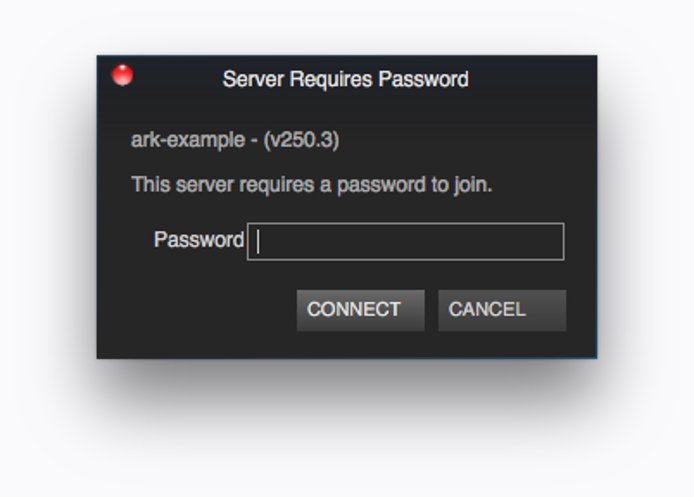 Server Requires Password
ark-example - (v250.3)
This server requires a password to join.
Password
CONNECT CANCEL